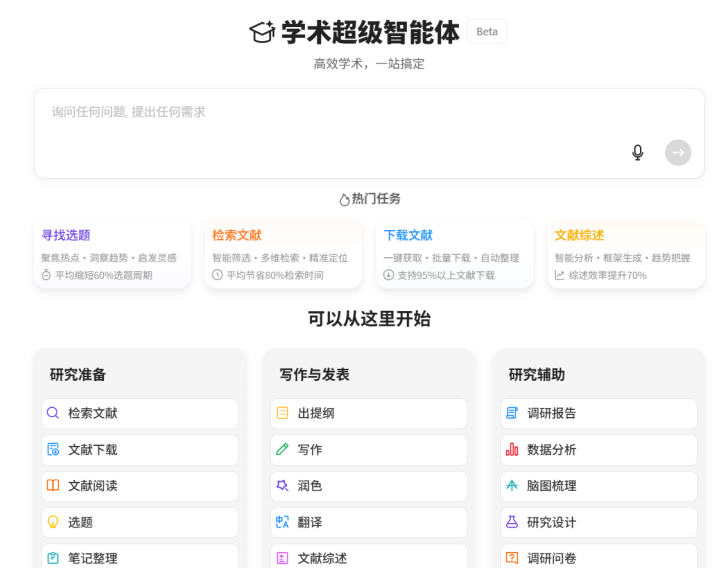 学术超级智能体 Beta
高效学术，一站搞定
询问任何问题, 提出任何需求
热门任务
寻找选题
聚焦热点・洞察趋势・启发灵感
平均缩短60%选题周期
检索文献
智能筛选・多维检索・精准定位
平均节省80%检索时间
下载文献
一键获取・批量下载・自动整理
支持95%以上文献下载
文献综述
智能分析・框架生成・趋势把握
综述效率提升70%
可以从这里开始
研究准备
检索文献
文献下载
文献阅读
选题
笔记整理
写作与发表
出提纲
写作
润色
翻译
文献综述
研究辅助
调研报告
数据分析
脑图梳理
研究设计
调研问卷